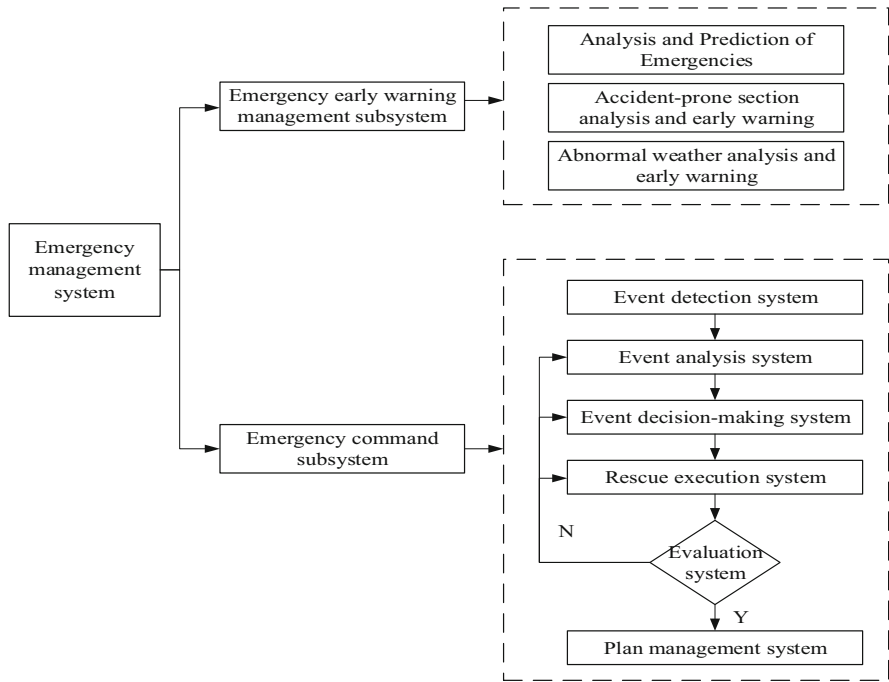 Analysis and Prediction of
Emergencies
Emergency early warning
management subsystem
Accident-prone section
analysis and early warning
Abnormal weather analysis and
early warning
Emergency
management
system
Event detection system
Event analysis system
Event decision-making system
Emergency command
subsystem
Rescue execution system
N
Evaluation
system
Y
Plan management system